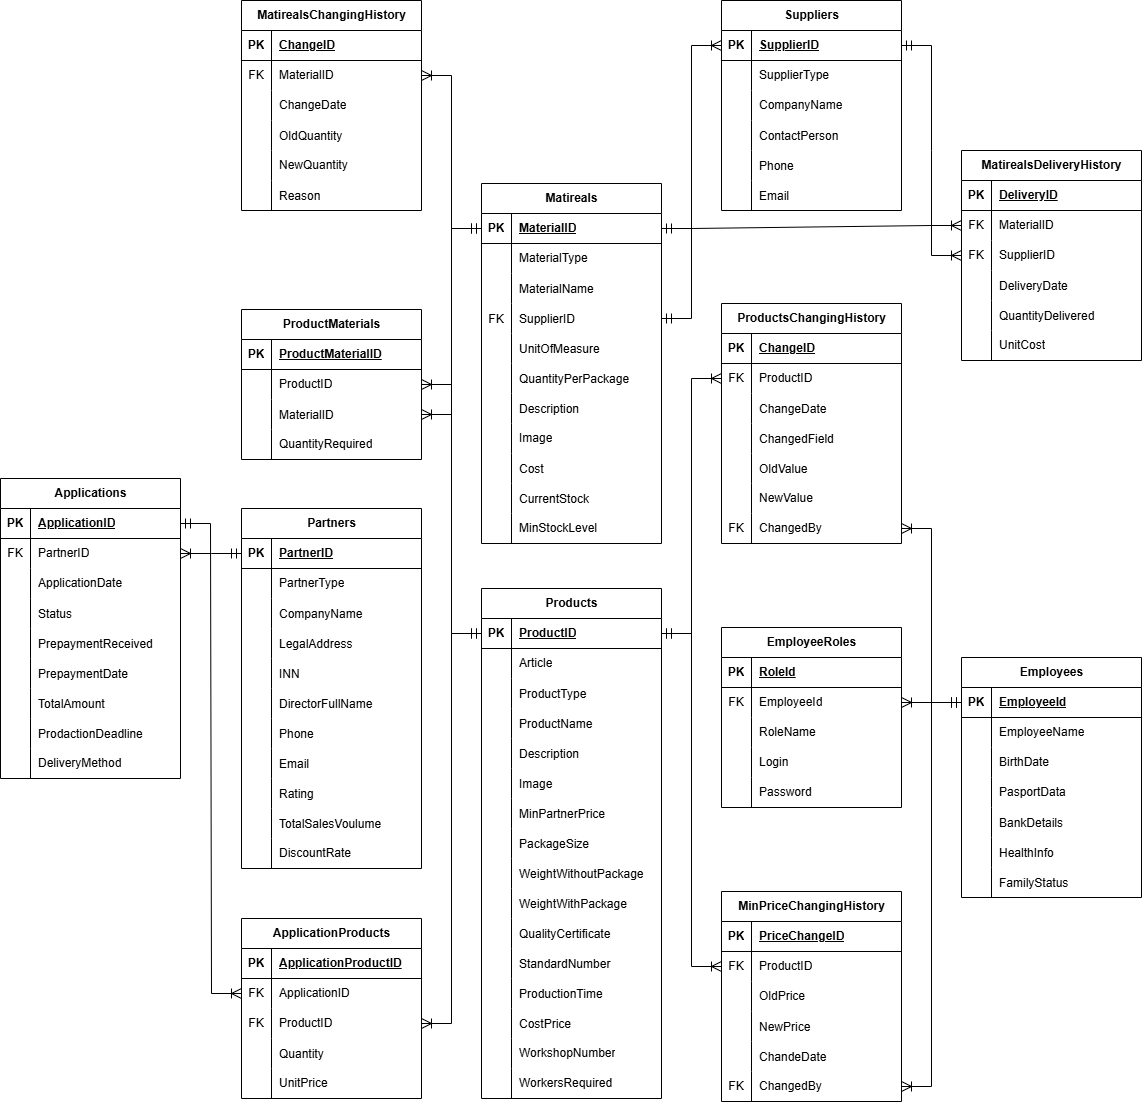 MatirealsChangingHistory
PK ChangeID
FK MaterialID
ChangeDate
OldQuantity
NewQuantity
Reason
Suppliers
PK SupplierID
SupplierType
CompanyName
ContactPerson
Phone
Email
MatirealsDeliveryHistory
PK DeliveryID
FK MaterialID
FK SupplierID
DeliveryDate
QuantityDelivered
UnitCost
Matireals
PK MaterialID
MaterialType
MaterialName
FK SupplierID
UnitOfMeasure
QuantityPerPackage
Description
Image
Cost
CurrentStock
MinStockLevel
ProductMaterials
PK ProductMaterialID
ProductID
MaterialID
QuantityRequired
ProductsChangingHistory
PK ChangeID
FK ProductID
ChangeDate
ChangedField
OldValue
NewValue
FK ChangedBy
Applications
PK ApplicationID
FK PartnerID
ApplicationDate
Status
PrepaymentReceived
PrepaymentDate
TotalAmount
ProdactionDeadline
DeliveryMethod
Partners
PK PartnerID
PartnerType
CompanyName
LegalAddress
INN
DirectorFullName
Phone
Email
Rating
TotalSalesVoulume
DiscountRate
Products
PK ProductID
Article
ProductType
ProductName
Description
Image
MinPartnerPrice
PackageSize
WeightWithoutPackage
WeightWithPackage
QualityCertificate
StandardNumber
ProductionTime
CostPrice
WorkshopNumber
WorkersRequired
EmployeeRoles
PK RoleId
FK EmployeeId
RoleName
Login
Password
Employees
PK EmployeeId
EmployeeName
BirthDate
PasportData
BankDetails
HealthInfo
FamilyStatus
ApplicationProducts
PK ApplicationProductID
FK ApplicationID
FK ProductID
Quantity
UnitPrice
MinPriceChangingHistory
PK PriceChangeID
FK ProductID
OldPrice
NewPrice
ChandeDate
FK ChangedBy